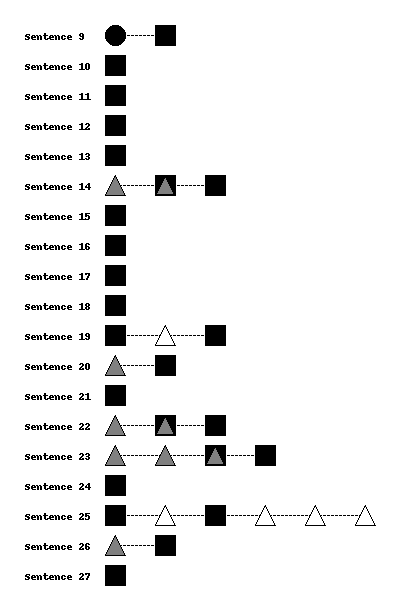 Sentence 9
Sentence 10
Sentence 11
Sentence 12
Sentence 13
Sentence 14
Sentence 15
Sentence 16
Sentence 17
Sentence 18
Sentence 19
Sentence 20
Sentence 21
Sentence 22
Sentence 23
Sentence 24
Sentence 25
Sentence 26
Sentence 27